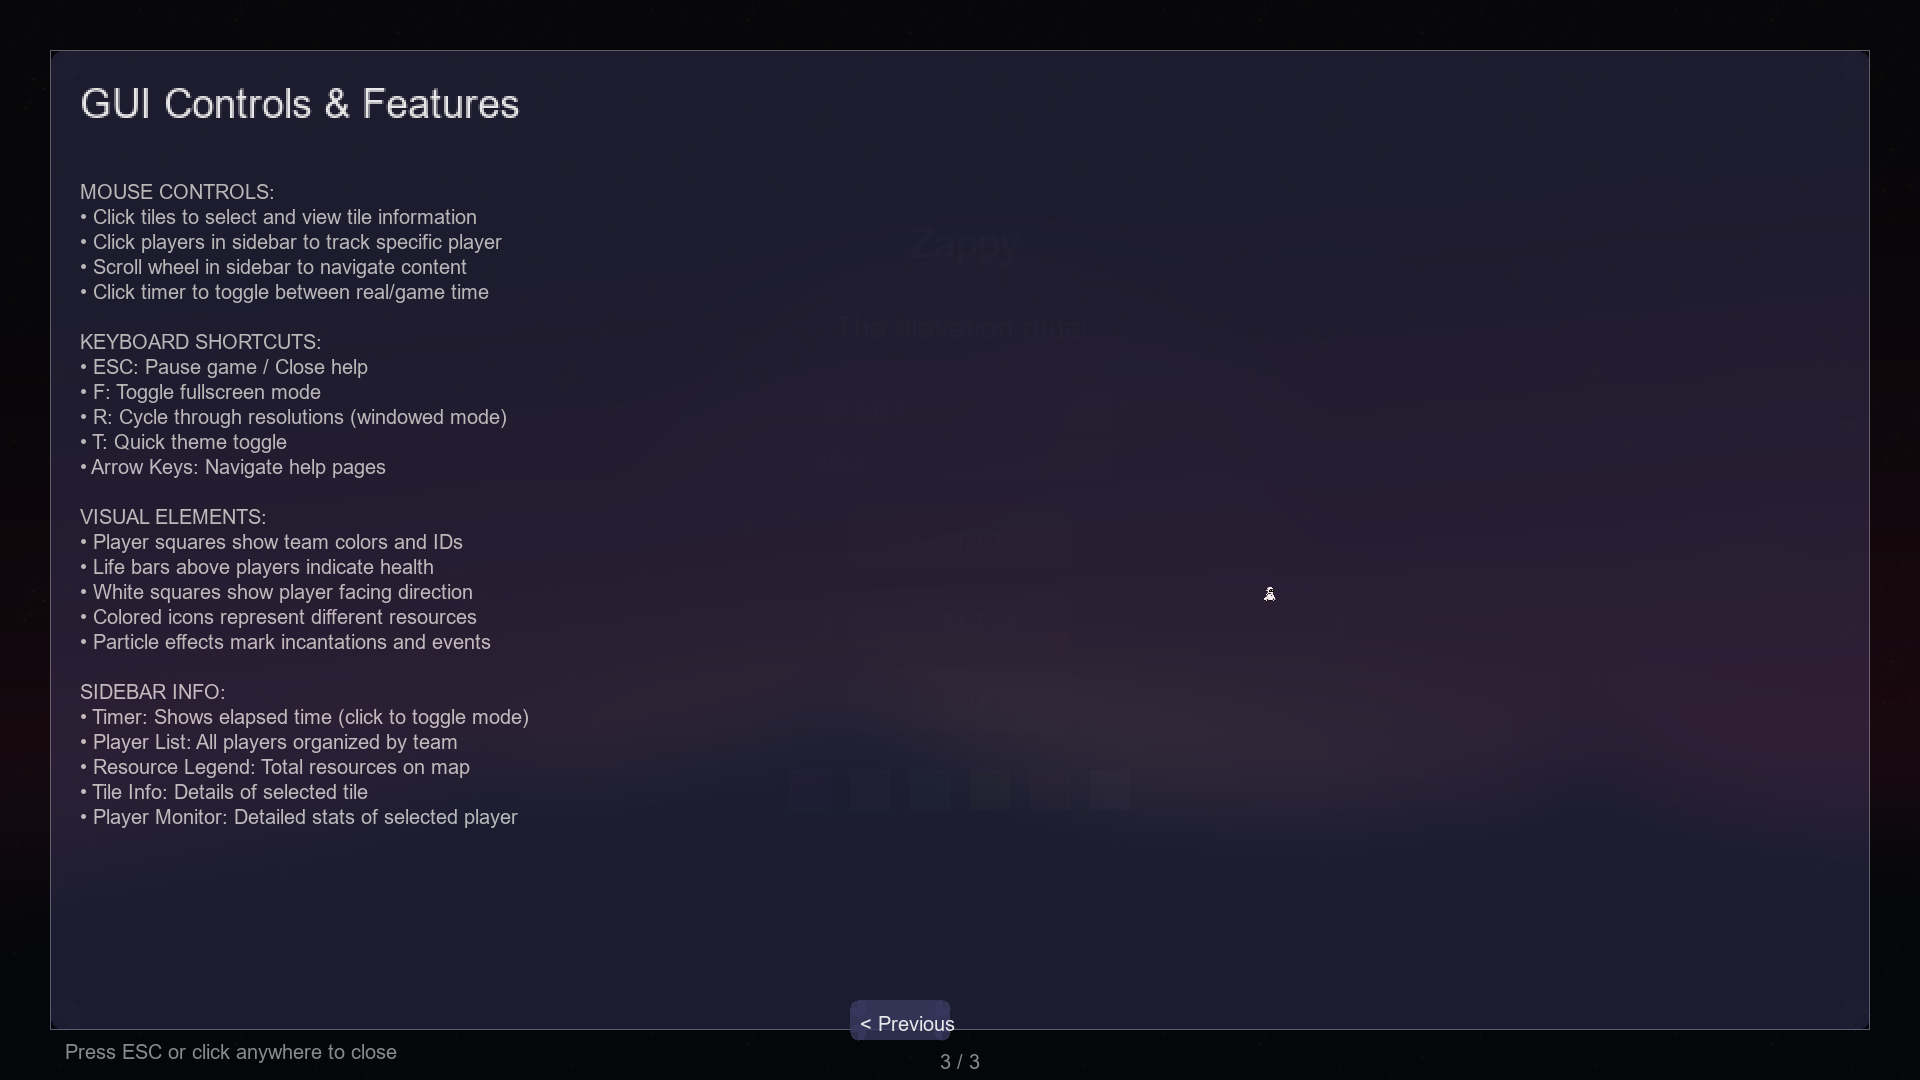 GUI Controls & Features
MOUSE CONTROLS:
• Click tiles to select and view tile information
• Click players in sidebar to track specific player
• Scroll wheel in sidebar to navigate content
• Click timer to toggle between real/game time
KEYBOARD SHORTCUTS:
• ESC: Pause game / Close help
• F: Toggle fullscreen mode
• R: Cycle through resolutions (windowed mode)
• T: Quick theme toggle
• Arrow Keys: Navigate help pages
VISUAL ELEMENTS:
• Player squares show team colors and IDs
• Life bars above players indicate health
• White squares show player facing direction
• Colored icons represent different resources
• Particle effects mark incantations and events
SIDEBAR INFO:
• Timer: Shows elapsed time (click to toggle mode)
• Player List: All players organized by team
• Resource Legend: Total resources on map
• Tile Info: Details of selected tile
• Player Monitor: Detailed stats of selected player
Zappy
The elevation ritual
< Previous
Press ESC or click anywhere to close
3 / 3